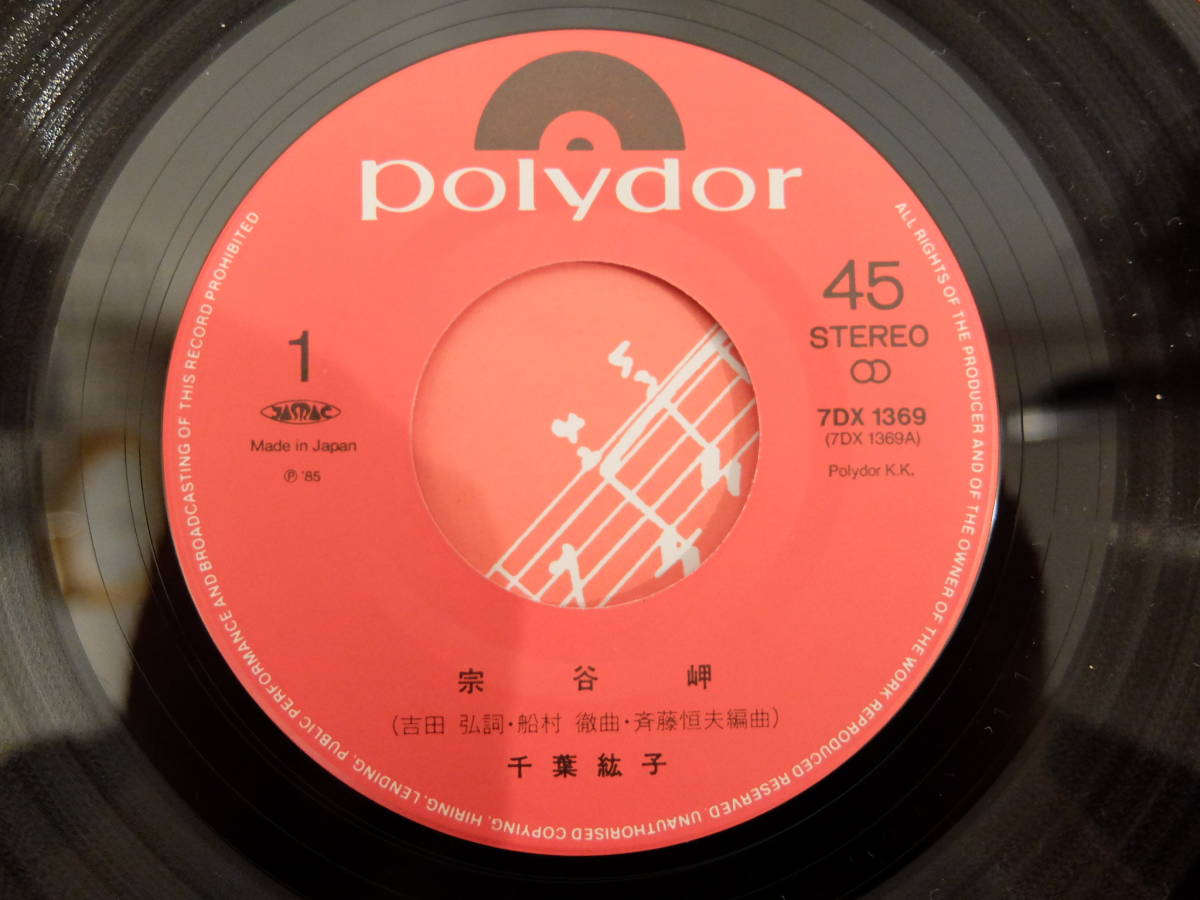 polydor
1
JASRAC
Made in Japan
℗ '85
45
STEREO
7DX 1369
(7DX 1369A)
Polydor K.K.
宗谷岬
(吉田 弘詞・船村 徹曲・斉藤恒夫編曲)
千葉紘子
ALL RIGHTS OF THE PRODUCER AND OF THE OWNER OF THE WORK REPRODUCED RESERVED. UNAUTHORISED COPYING, HIRING, LENDING, PUBLIC PERFORMANCE AND BROADCASTING OF THIS RECORD PROHIBITED